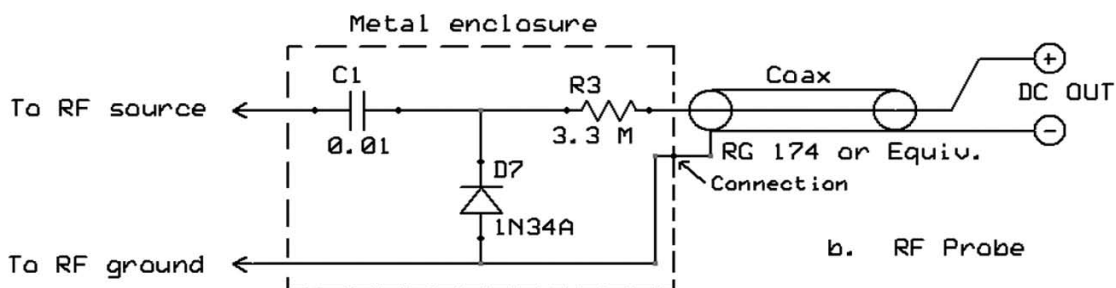 Metal enclosure
C1
R3
Coax
+
To RF source
DC OUT
0.01
3.3 M
-
RG 174 or Equiv.
D7
Connection
1N34A
b. RF Probe
To RF ground